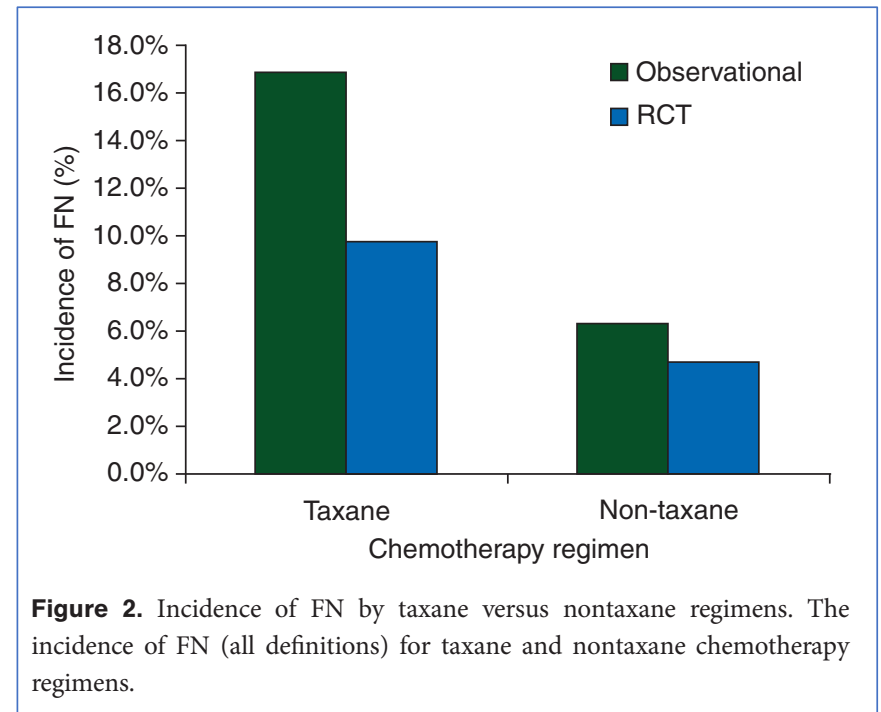 18.0%
16.0%
14.0%
12.0%
10.0%
8.0%
6.0%
4.0%
2.0%
0.0%
Incidence of FN (%)
Observational
RCT
Taxane
Non-taxane
Chemotherapy regimen
Figure 2. Incidence of FN by taxane versus nontaxane regimens. The
incidence of FN (all definitions) for taxane and nontaxane chemotherapy
regimens.